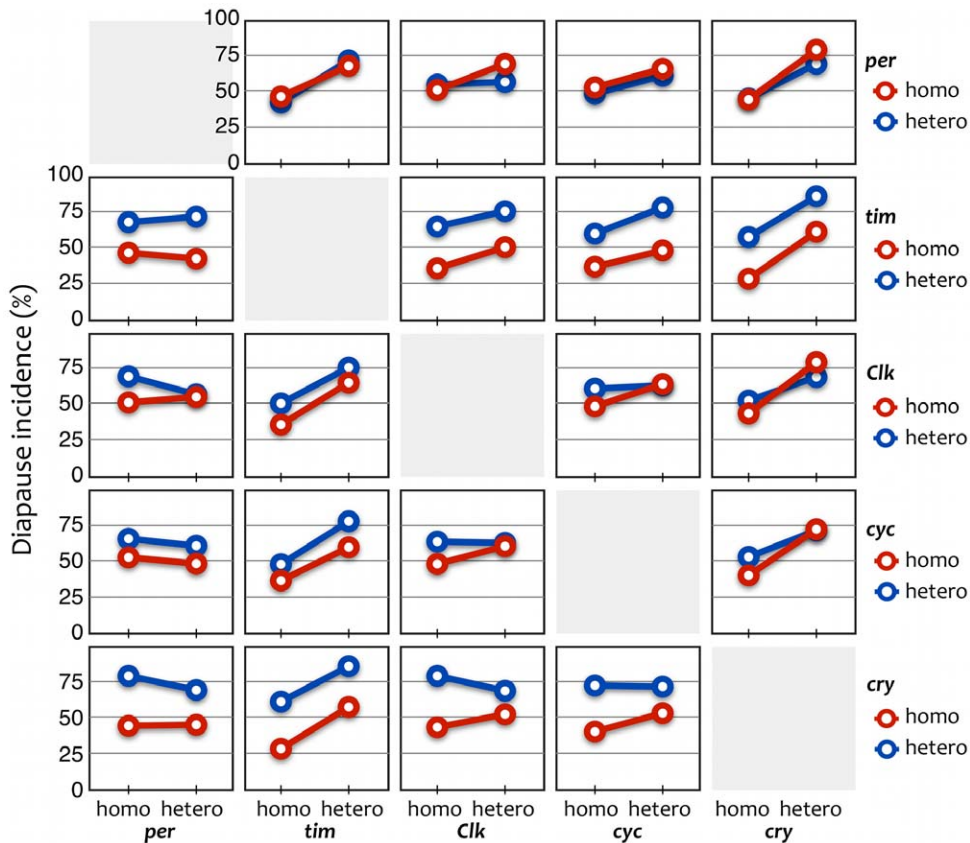 100
75
50
25
0
per
homo
hetero
100
75
50
25
0
tim
homo
hetero
Diapause incidence (%)
75
50
25
0
Clk
homo
hetero
75
50
25
0
cyc
homo
hetero
75
50
25
0
cry
homo
hetero
homo hetero homo hetero homo hetero homo hetero homo hetero
per tim Clk cyc cry